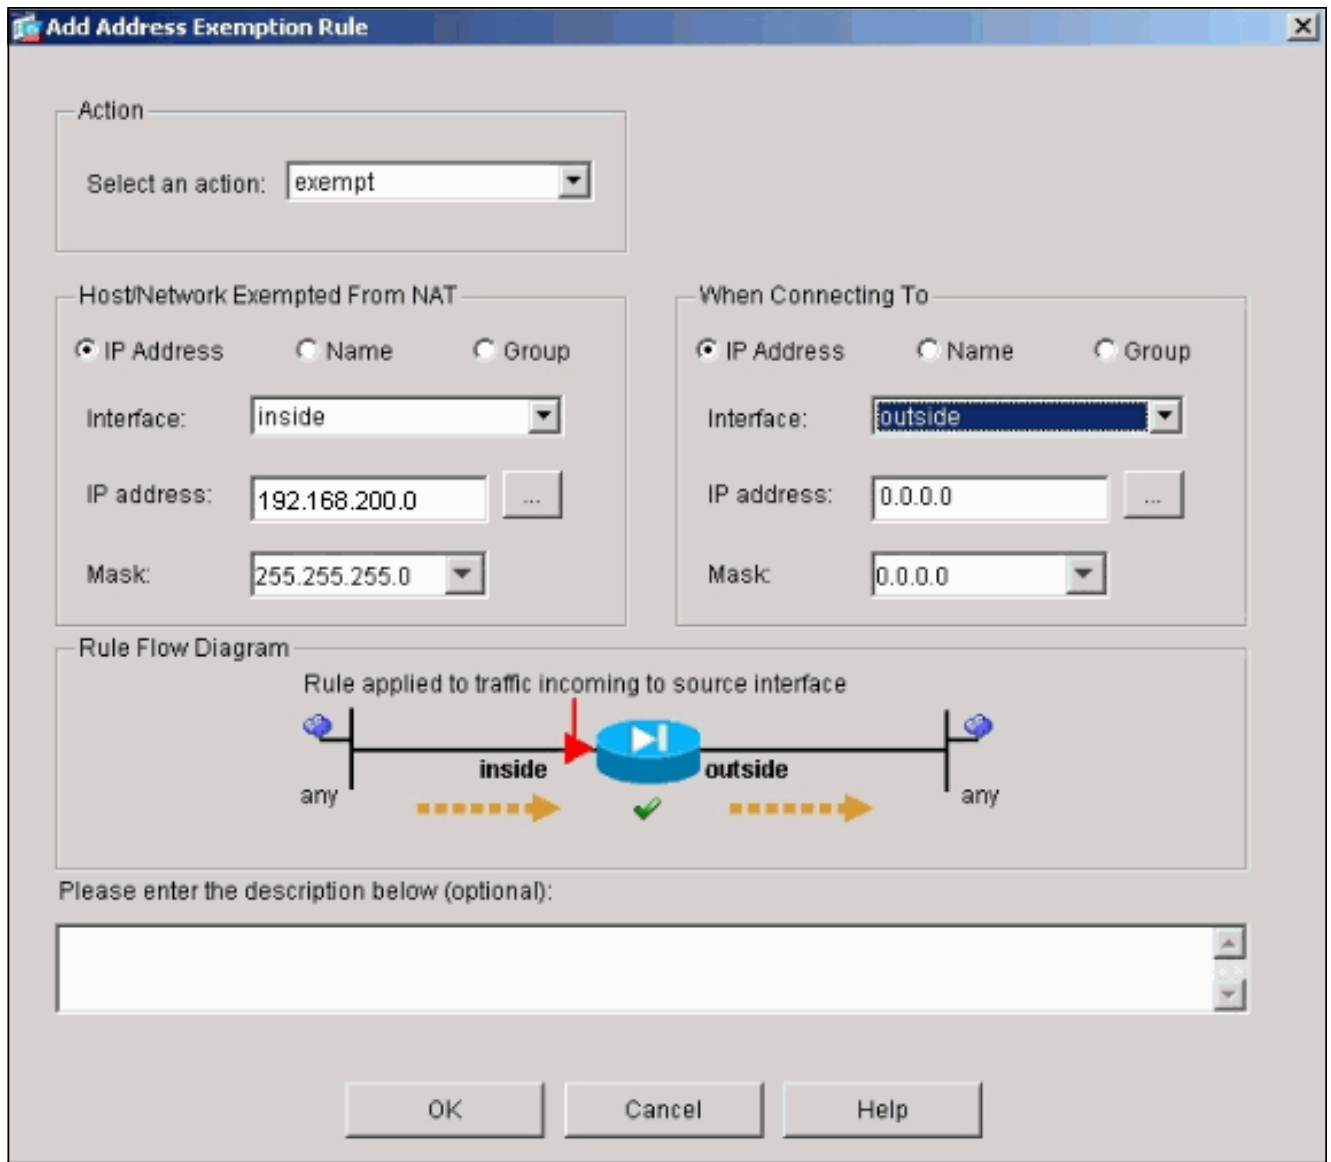 Add Address Exemption Rule
Action
Select an action: exempt
Host/Network Exempted From NAT
IP Address Name Group
Interface: inside
IP address: 192.168.200.0 ...
Mask: 255.255.255.0
When Connecting To
IP Address Name Group
Interface: outside
IP address: 0.0.0.0 ...
Mask: 0.0.0.0
Rule Flow Diagram
Rule applied to traffic incoming to source interface
inside outside
any any
Please enter the description below (optional):
OK Cancel Help